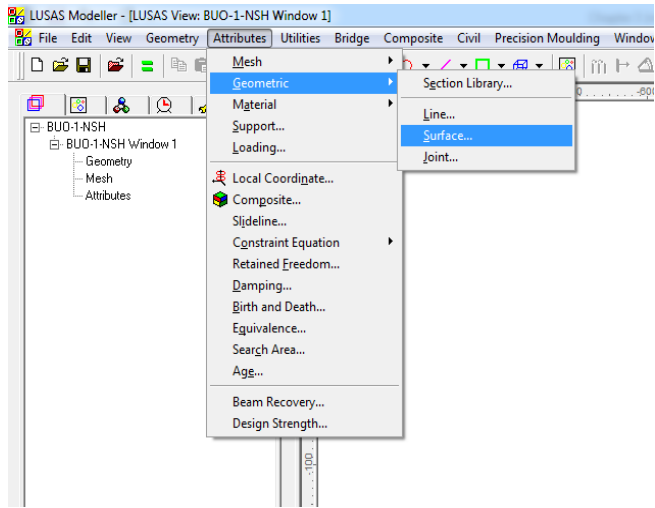 LUSAS Modeller - [LUSAS View: BUO-1-NSH Window 1]
File Edit View Geometry Attributes Utilities Bridge Composite Civil Precision Moulding Window
Mesh
Geometric
Material
Support...
Loading...
Local Coordinate...
Composite...
Slideline...
Constraint Equation
Retained Freedom...
Damping...
Birth and Death...
Equivalence...
Search Area...
Age...
Beam Recovery...
Design Strength...
Section Library...
Line...
Surface...
Joint...
BUO-1-NSH
BUO-1-NSH Window 1
Geometry
Mesh
Attributes
-100